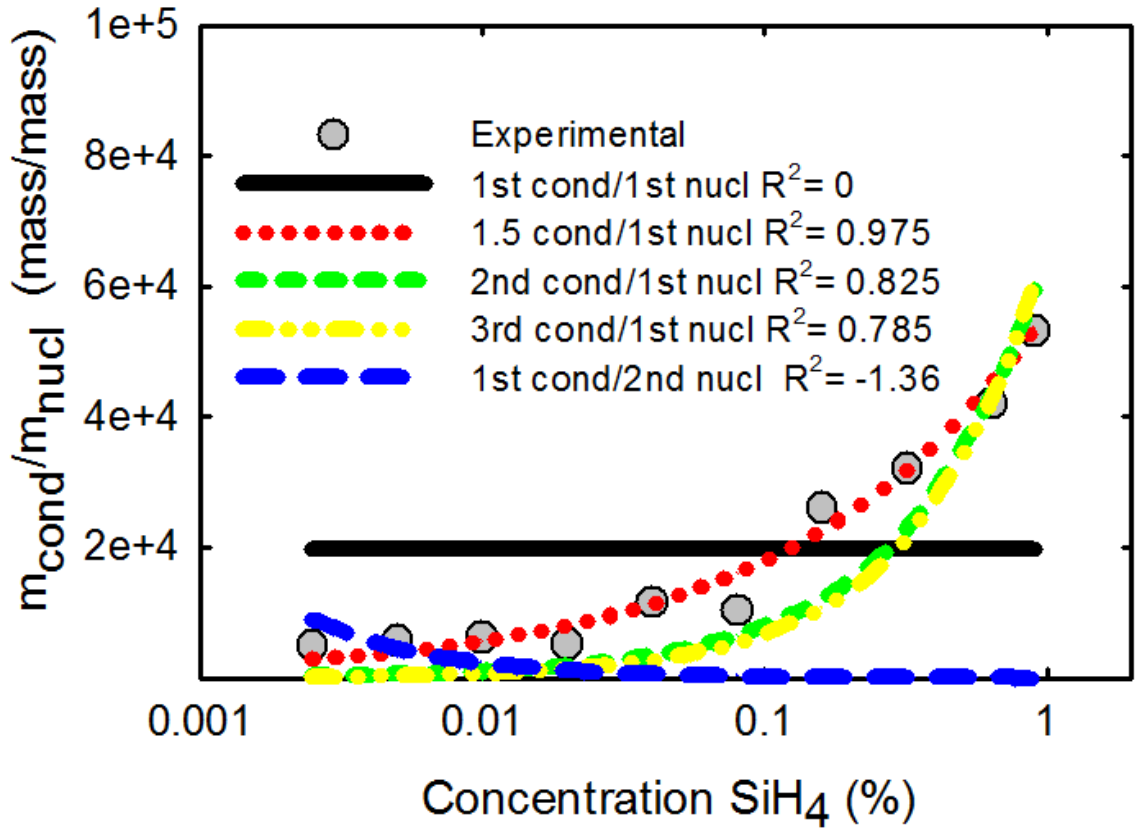 m_cond/m_nucl (mass/mass)
1e+5
8e+4
6e+4
4e+4
2e+4
Experimental
1st cond/1st nucl R²= 0
1.5 cond/1st nucl R²= 0.975
2nd cond/1st nucl R²= 0.825
3rd cond/1st nucl R²= 0.785
1st cond/2nd nucl R²= -1.36
0.001
0.01
0.1
1
Concentration SiH₄ (%)